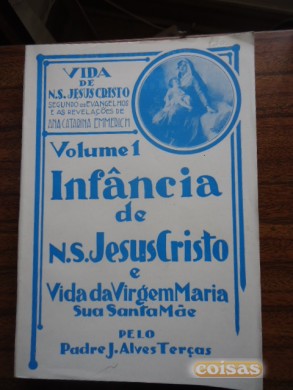 VIDA
DE
N.S. JESUS CRISTO
SEGUNDO OS EVANGELHOS
E AS REVELAÇÕES DE
ANA CATARINA EMMERICH
Volume 1
Infância
de
N.S. Jesus Cristo
e
Vida da Virgem Maria
Sua Santa Mãe
PELO
Padre J. Alves Terças
coisas